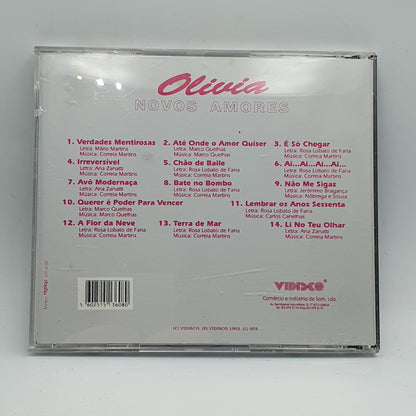 Olivia
NOVOS AMORES
1. Verdades Mentirosas
Letra: Mário Martins
Música: Correia Martins
2. Até Onde o Amor Quiser
Letra: Marco Quelhas
Música: Marco Quelhas
3. É Só Chegar
Letra: Rosa Lobato de Faria
Música: Correia Martins
4. Irreversível
Letra: Ana Zanatti
Música: Correia Martins
5. Chão de Baile
Letra: Rosa Lobato de Faria
Música: Correia Martins
6. Ai... Ai... Ai... Ai...
Letra: Rosa Lobato de Faria
Música: Correia Martins
7. Avó Modernaça
Letra: Ana Zanatti
Música: Correia Martins
8. Bate no Bombo
Letra: Rosa Lobato de Faria
Música: Correia Martins
9. Não Me Sigas
Letra: Jerónimo Bragança
Música: Nóbrega e Sousa
10. Querer é Poder Para Vencer
Letra: Marco Quelhas
Música: Correia Martins
11. Lembrar os Anos Sessenta
Letra: Rosa Lobato de Faria
Música: Carlos Canelhas
12. A Flor da Neve
Letra: Rosa Lobato de Faria
Música: Correia Martins
13. Terra de Mar
Letra: Rosa Lobato de Faria
Música: Correia Martins
14. Li No Teu Olhar
Letra: Ana Zanatti
Música: Correia Martins
5 602515 136080
VIDISCO
Comércio e Indústria de Som, Lda.
(C) VIDISCO (P) VIDISCO 1993 (L) SPA